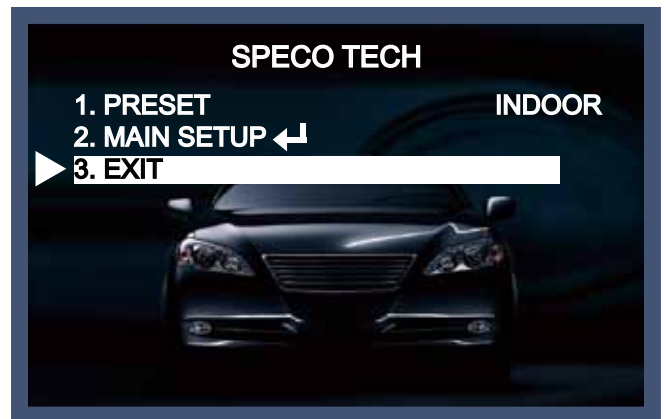 SPECO TECH
1. PRESET INDOOR
2. MAIN SETUP ↵
3. EXIT